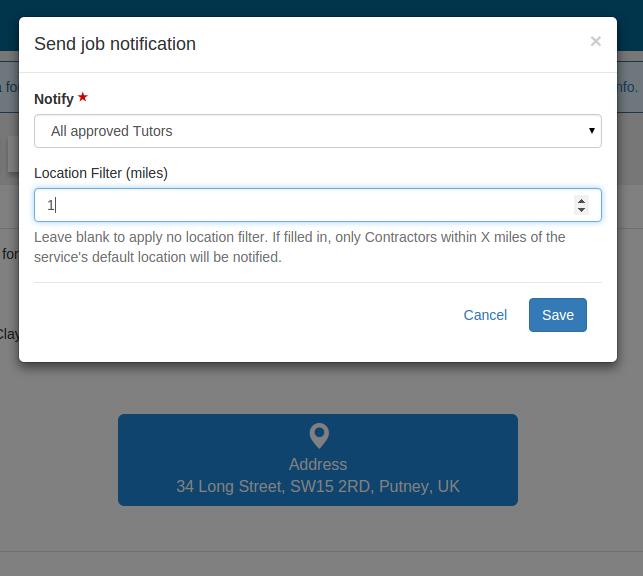 Send job notification
×
nfo.
Notify ★
All approved Tutors
Location Filter (miles)
1
Leave blank to apply no location filter. If filled in, only Contractors within X miles of the
service's default location will be notified.
for
Cancel
Save
Clay
Address
34 Long Street, SW15 2RD, Putney, UK